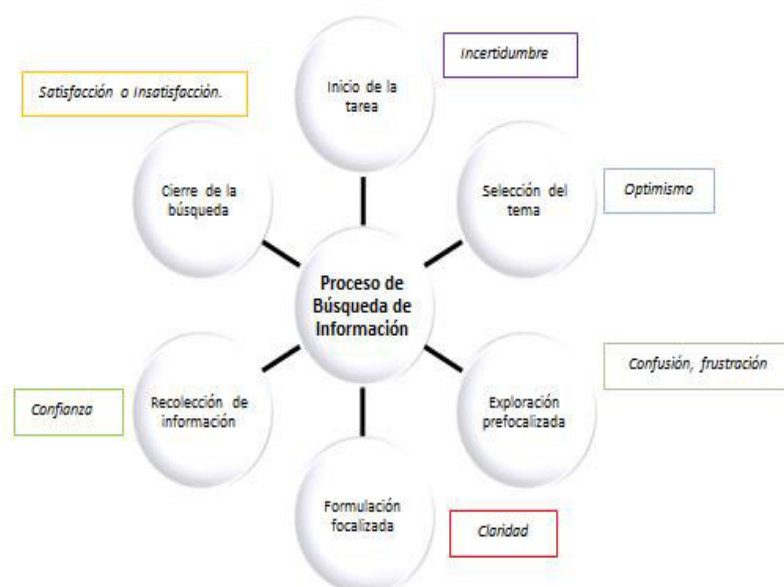 Incertidumbre
Inicio de la
tarea
Satisfacción o Insatisfacción.
Cierre de la
búsqueda
Selección del
tema
Optimismo
Proceso de
Búsqueda de
Información
Confusión, frustración
Confianza
Recolección de
información
Exploración
prefocalizada
Formulación
focalizada
Claridad